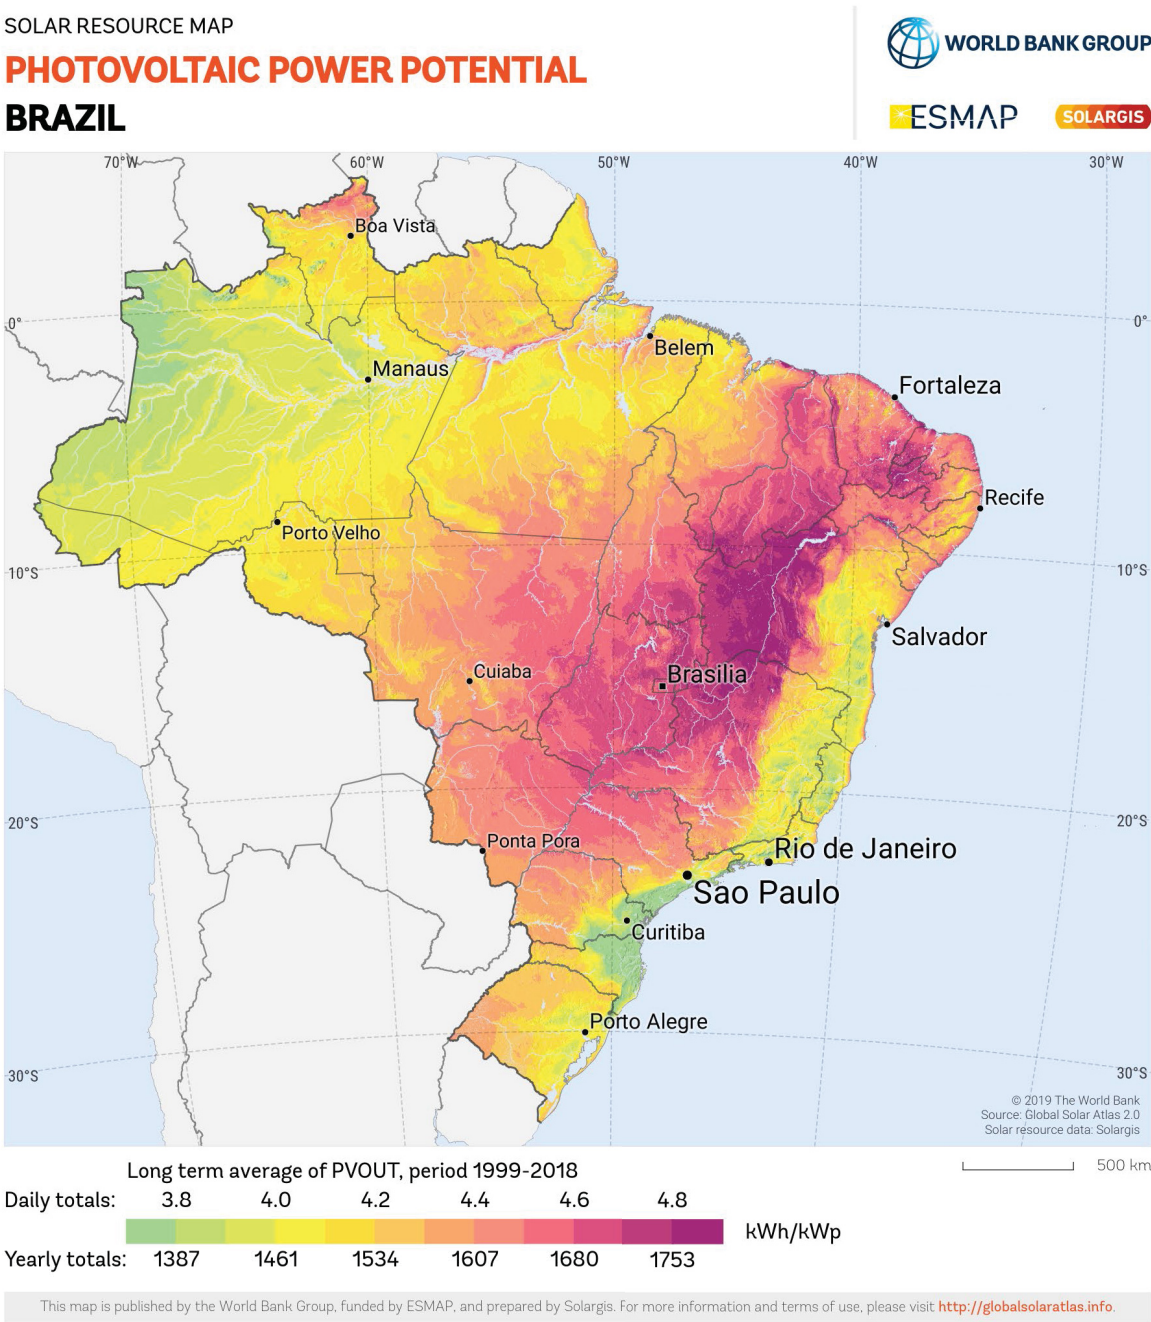 SOLAR RESOURCE MAP
PHOTOVOLTAIC POWER POTENTIAL
BRAZIL
WORLD BANK GROUP
ESMAP
SOLARGIS
70°W 60°W 50°W 40°W 30°W
Boa Vista
0° 0°
Belem
Manaus
Fortaleza
Recife
Porto Velho
10°S 10°S
Salvador
Cuiaba
Brasilia
20°S 20°S
Ponta Pora
Rio de Janeiro
Sao Paulo
Curitiba
Porto Alegre
30°S 30°S
© 2019 The World Bank
Source: Global Solar Atlas 2.0
Solar resource data: Solargis
Long term average of PVOUT, period 1999-2018
500 km
Daily totals: 3.8 4.0 4.2 4.4 4.6 4.8
kWh/kWp
Yearly totals: 1387 1461 1534 1607 1680 1753
This map is published by the World Bank Group, funded by ESMAP, and prepared by Solargis. For more information and terms of use, please visit http://globalsolaratlas.info.